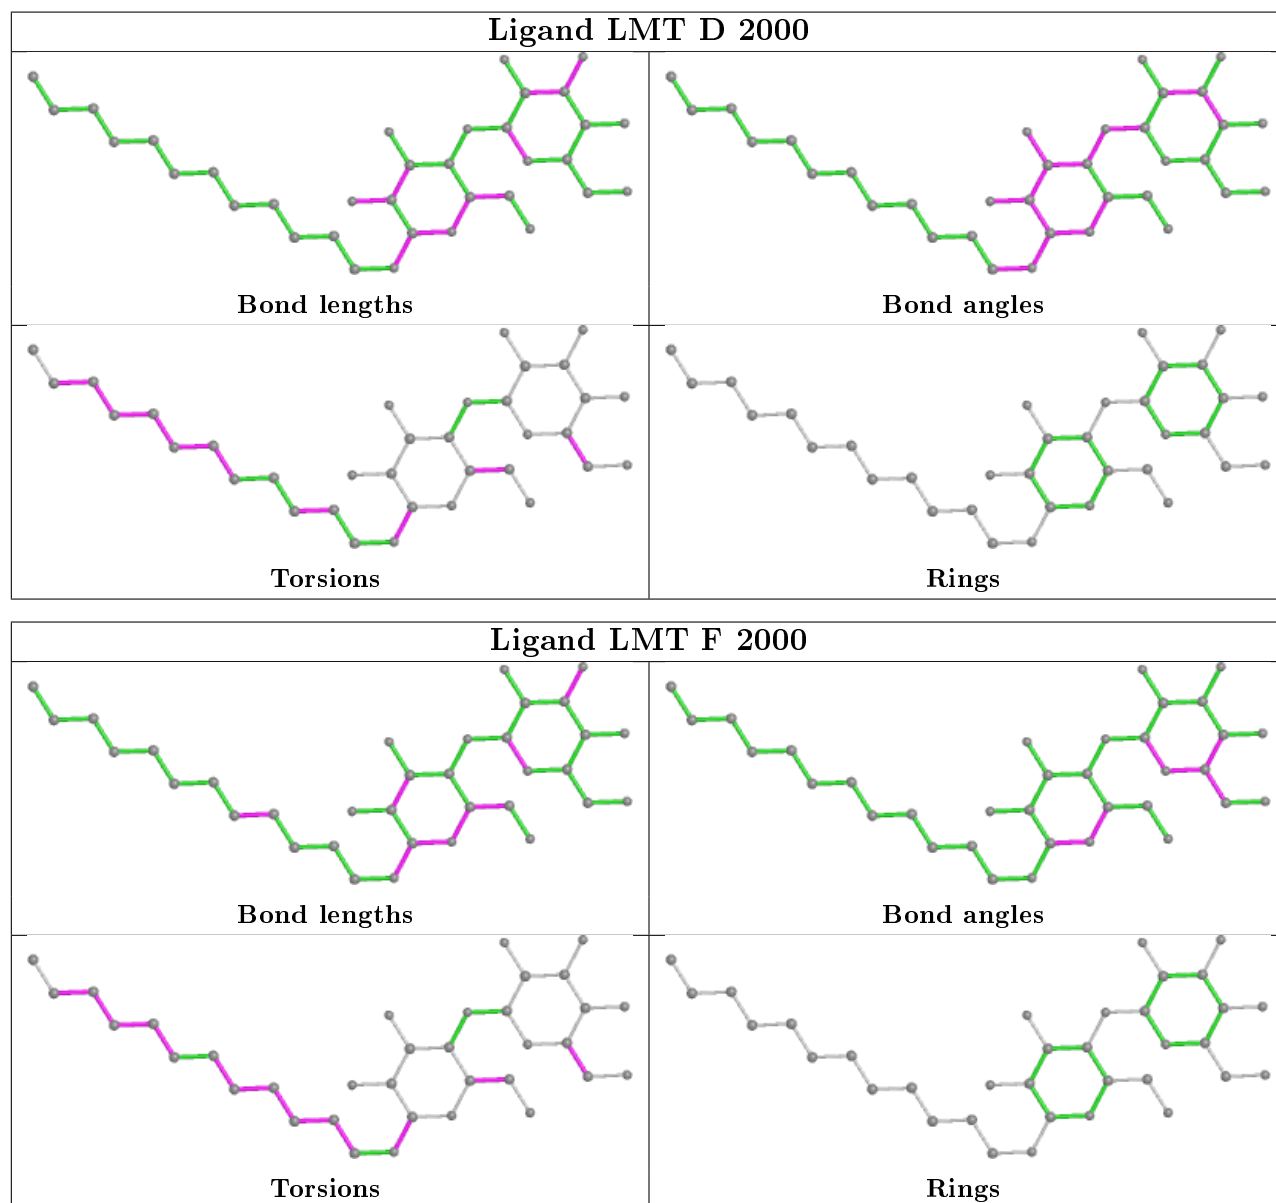 Ligand LMT D 2000
Bond lengths
Bond angles
Torsions
Rings
Ligand LMT F 2000
Bond lengths
Bond angles
Torsions
Rings